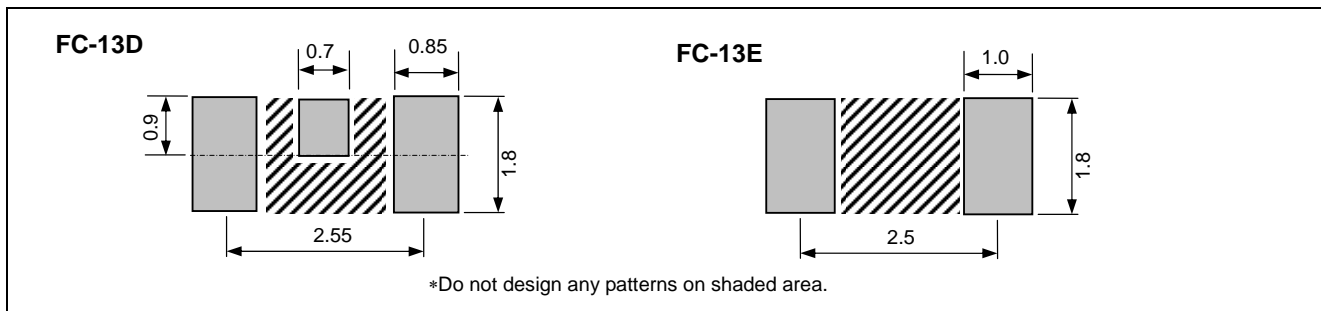 FC-13D
0.7
0.85
0.9
1.8
2.55
FC-13E
1.0
1.8
2.5
*Do not design any patterns on shaded area.